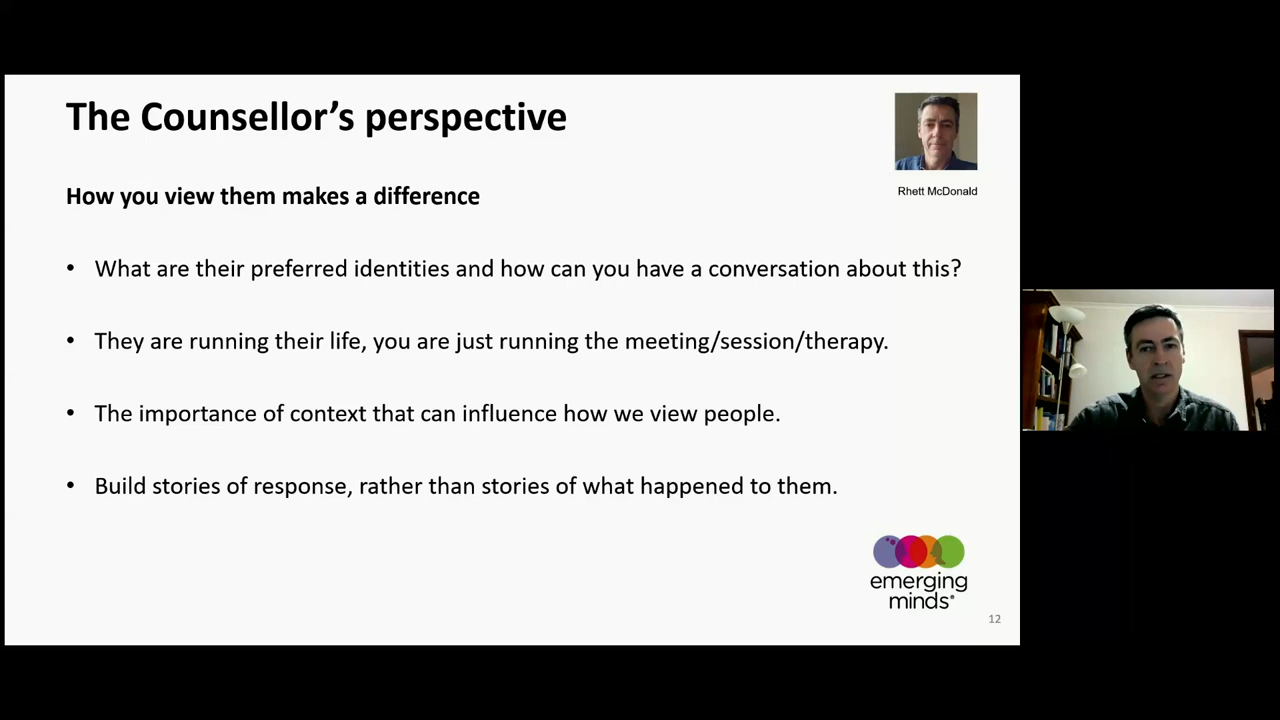 The Counsellor’s perspective
Rhett McDonald
How you view them makes a difference
• What are their preferred identities and how can you have a conversation about this?
• They are running their life, you are just running the meeting/session/therapy.
• The importance of context that can influence how we view people.
• Build stories of response, rather than stories of what happened to them.
emerging
minds®
12